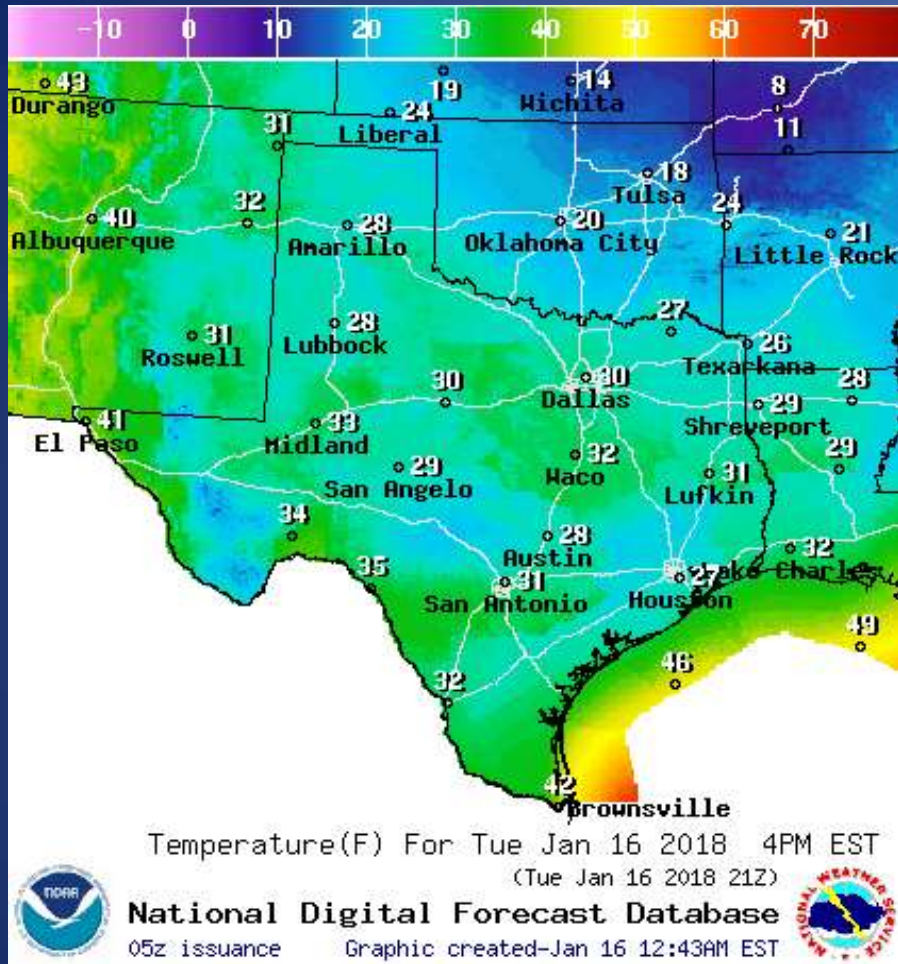 -10 0 10 20 30 40 50 60 70
43 19 14 8
Durango Wichita
24 11
31 Liberal
18
Tulsa
40 32 28 20 24 21
Albuquerque Amarillo Oklahoma City Little Rock
31 28 27 26
Roswell Lubbock Texarkana
30 30 29 28
Dallas Shreveport
41 33
El Paso Midland
29 32 31 29
San Angelo Waco Lufkin
34 28 32
Austin Lake Charles
35 31 27
San Antonio Houston
49
32 46
42
Brownsville
Temperature(F) For Tue Jan 16 2018 4PM EST
(Tue Jan 16 2018 21Z)
NOAA
National Digital Forecast Database
05z issuance Graphic created-Jan 16 12:43AM EST
NATIONAL WEATHER SERVICE